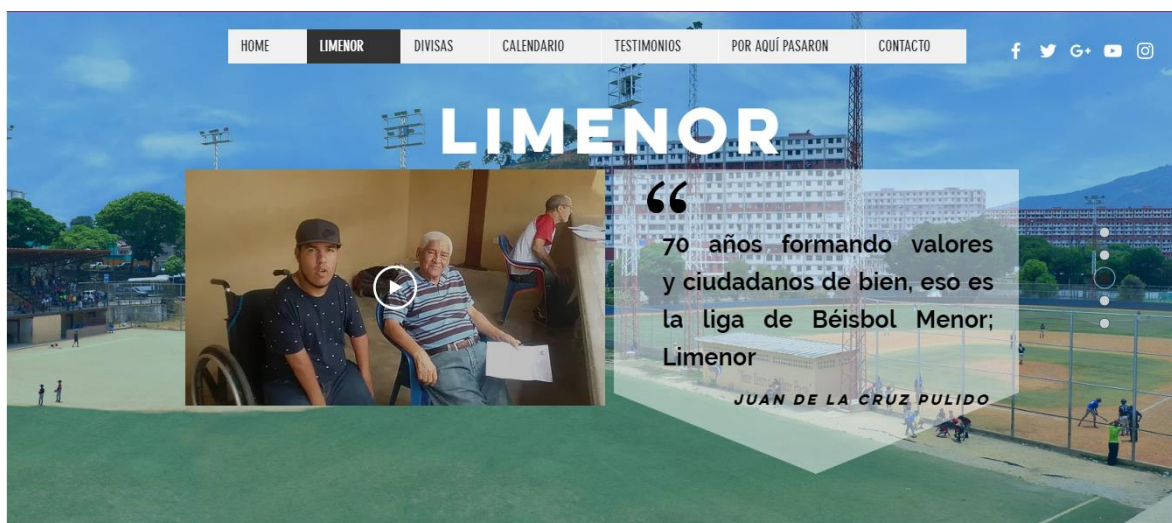 HOME LIMENOR DIVISAS CALENDARIO TESTIMONIOS POR AQUÍ PASARON CONTACTO
LIMENOR
“
70 años formando valores
y ciudadanos de bien, eso es
la liga de Béisbol Menor;
Limenor
JUAN DE LA CRUZ PULIDO